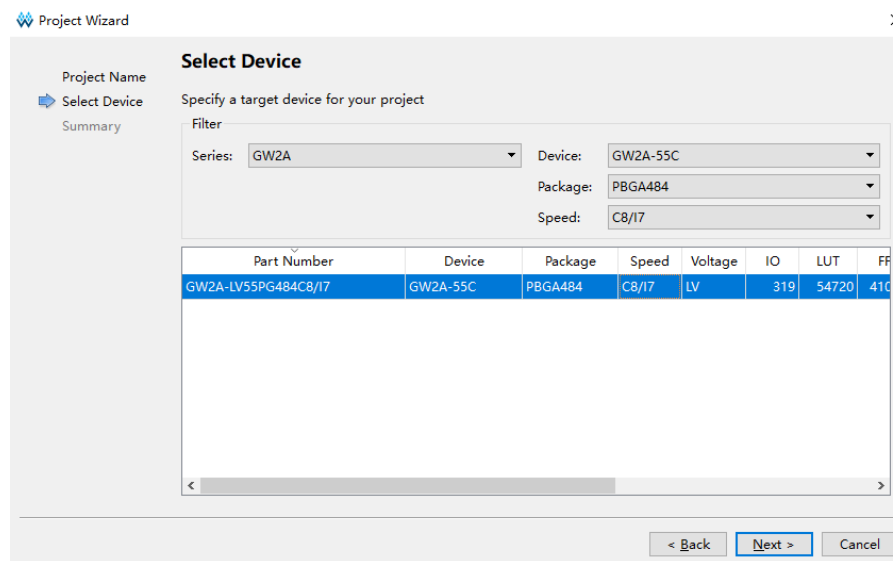 Project Wizard
Select Device
Project Name
Select Device
Summary
Specify a target device for your project
Filter
Series: GW2A Device: GW2A-55C
Package: PBGA484
Speed: C8/I7
Part Number Device Package Speed Voltage IO LUT FF
GW2A-LV55PG484C8/I7 GW2A-55C PBGA484 C8/I7 LV 319 54720 410
< Back Next > Cancel